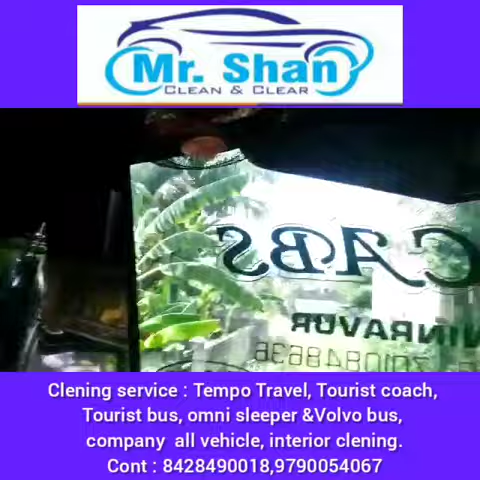 Mr. Shan
CLEAN & CLEAR
CABS
NINRAVUR
Clening service : Tempo Travel, Tourist coach,
Tourist bus, omni sleeper &Volvo bus,
company all vehicle, interior clening.
Cont : 8428490018,9790054067